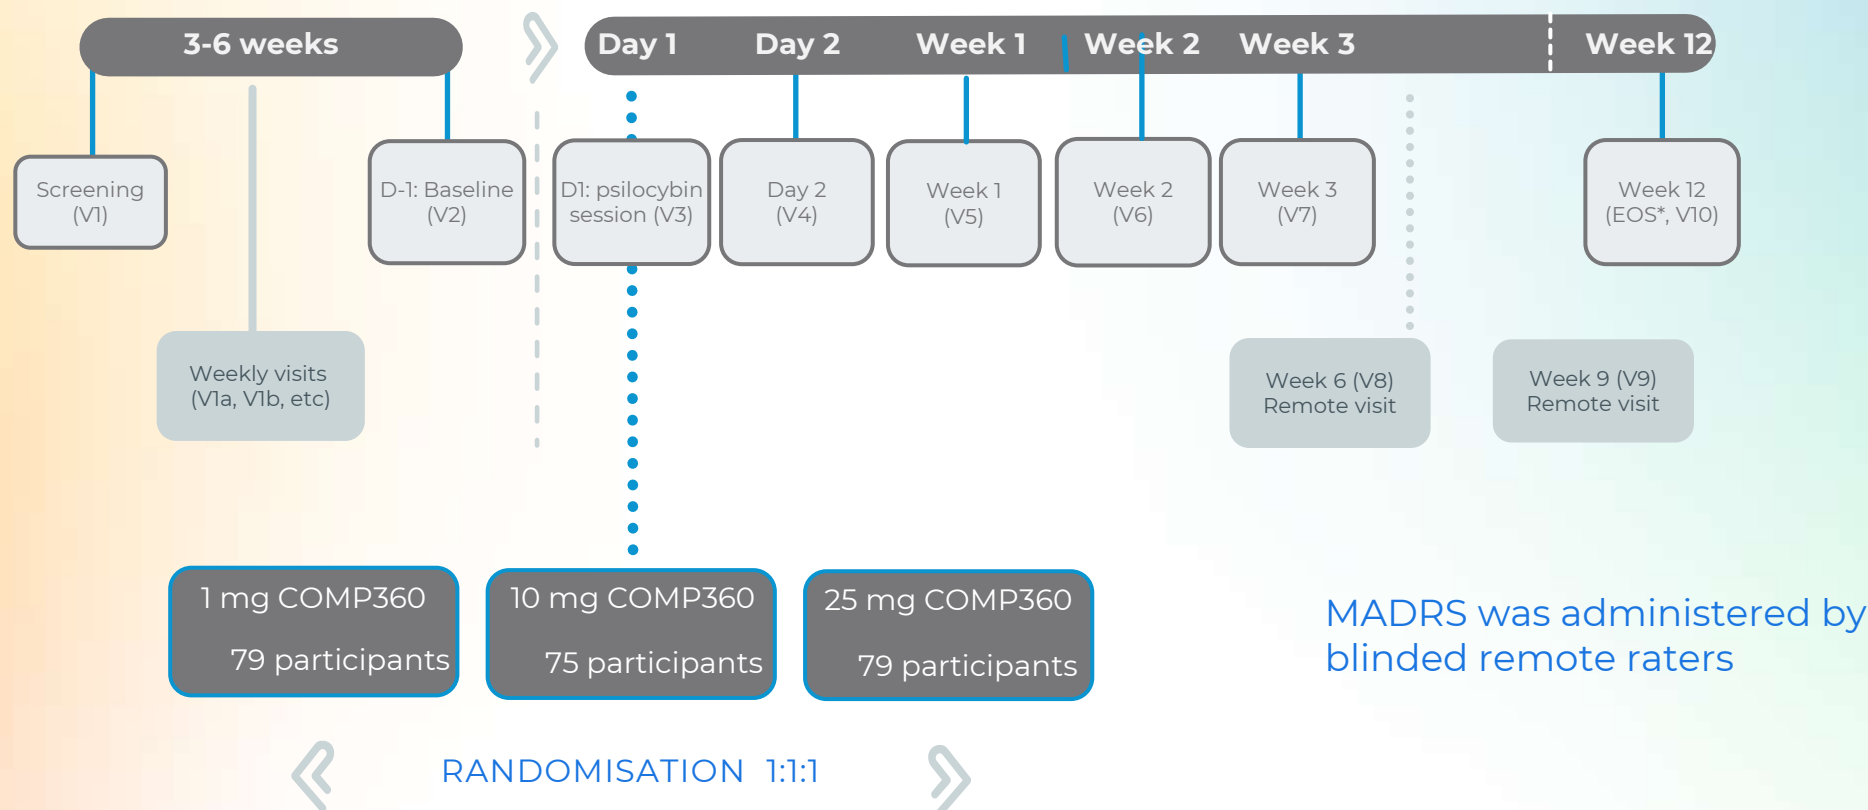 3-6 weeks
Day 1
Day 2
Week 1
Week 2
Week 3
Week 12
Screening
(V1)
D-1: Baseline
(V2)
D1: psilocybin
session (V3)
Day 2
(V4)
Week 1
(V5)
Week 2
(V6)
Week 3
(V7)
Week 12
(EOS*, V10)
Weekly visits
(V1a, V1b, etc)
Week 6 (V8)
Remote visit
Week 9 (V9)
Remote visit
1 mg COMP360
79 participants
10 mg COMP360
75 participants
25 mg COMP360
79 participants
MADRS was administered by
blinded remote raters
RANDOMISATION 1:1:1